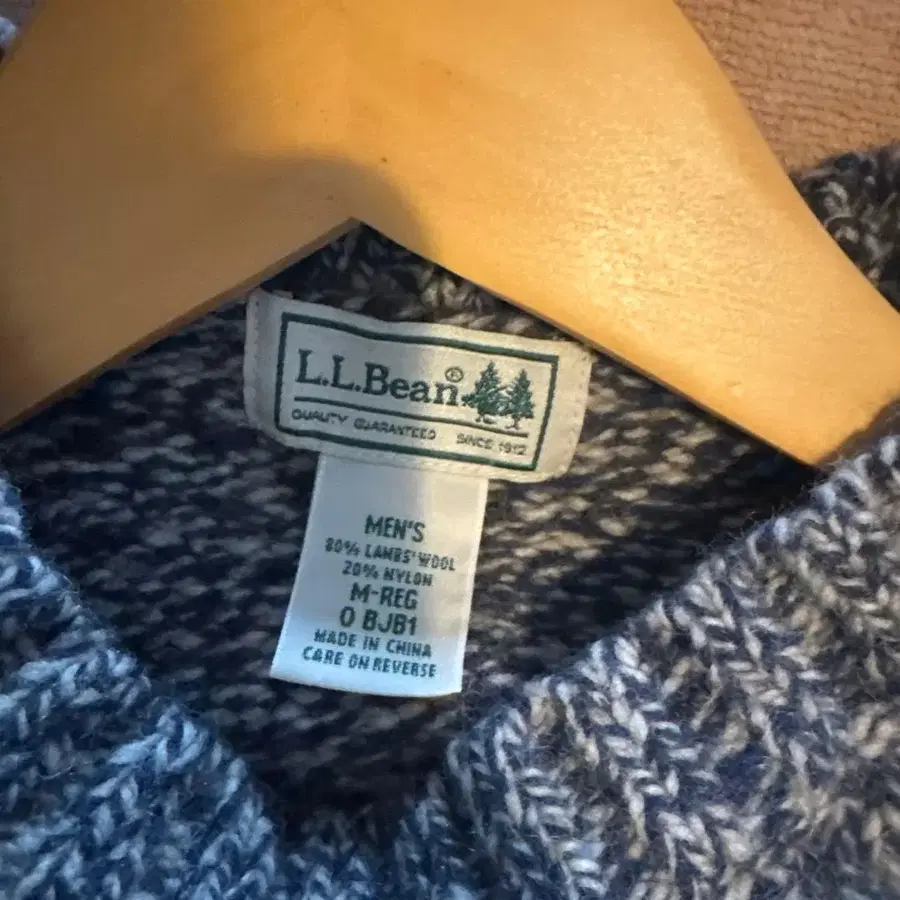 L.L.Bean®
QUALITY GUARANTEED SINCE 1912
MEN'S
80% LAMBS' WOOL
20% NYLON
M-REG
0 BJB1
MADE IN CHINA
CARE ON REVERSE